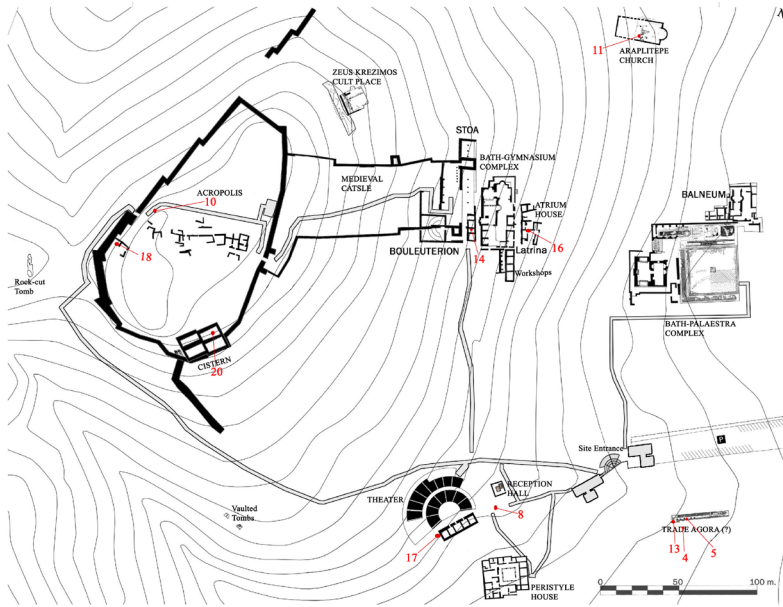 N
11
ARAPLITEPE
CHURCH
ZEUS KREZIMOS
CULT PLACE
STOA
BATH-GYMNASIUM
COMPLEX
MEDIEVAL
CATSLE
ACROPOLIS
10
BALNEUM
ATRIUM
HOUSE
18
14
16
BOULEUTERION
Latrina
Workshops
Rock-cut
Tomb
BATH-PALAESTRA
COMPLEX
CISTERN
20
P
Site Entrance
RECEPTION
HALL
THEATER
8
Vaulted
Tombs
TRADE AGORA (?)
13
4
5
17
PERISTYLE
HOUSE
0
50
100 m.